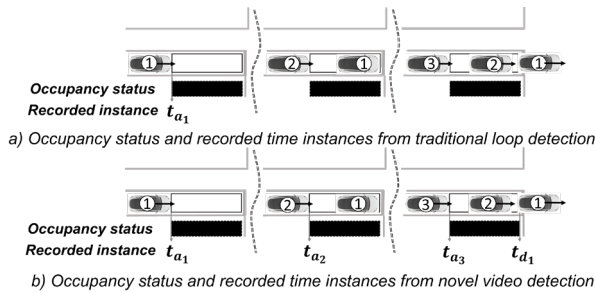 ① ② ① ③ ② ①
Occupancy status
Recorded instance t_{a_1}
a) Occupancy status and recorded time instances from traditional loop detection
① ② ① ③ ② ①
Occupancy status
Recorded instance t_{a_1} t_{a_2} t_{a_3} t_{d_1}
b) Occupancy status and recorded time instances from novel video detection